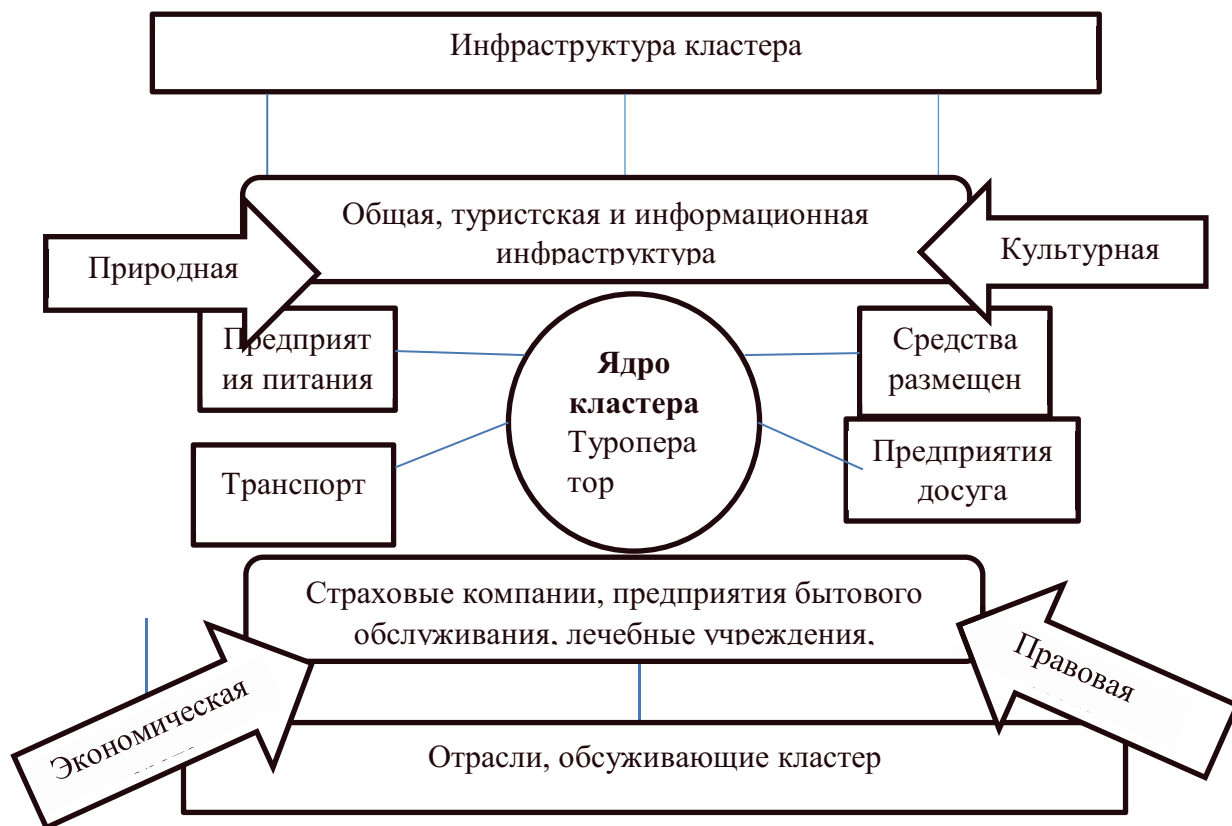 Инфраструктура кластера
Общая, туристская и информационная
инфраструктура
Природная
Культурная
Предприят
ия питания
Ядро
кластера
Туропера
тор
Средства
размещен
Транспорт
Предприятия
досуга
Страховые компании, предприятия бытового
обслуживания, лечебные учреждения,
Экономическая
Правовая
Отрасли, обсуживающие кластер